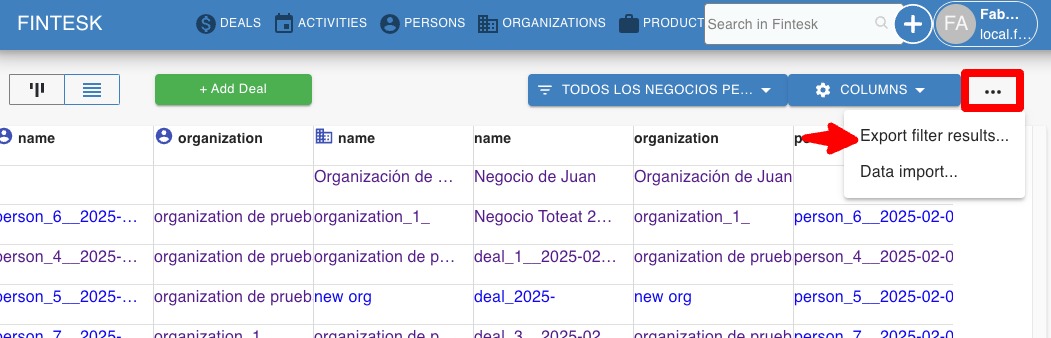 FINTESK DEALS ACTIVITIES PERSONS ORGANIZATIONS PRODUCT Search in Fintesk + FA Fab...
local.f...
+ Add Deal TODOS LOS NEGOCIOS PE... COLUMNS ...
name organization name name organization
Export filter results...
Data import...
Organización de ... Negocio de Juan Organización de Juan
person_6__2025-... organization de prueb organization_1_ Negocio Toteat 2... organization_1_ person_6__2025-02-0
person_4__2025-... organization de prueb organization de p... deal_1__2025-02... organization de prueb person_4__2025-02-0
person_5__2025-... organization de prueb new org deal_2025- new org person_5__2025-02-0
person_7__2025-... organization_1_ organization de p... deal_3__2025-02... organization de prueb person_7__2025-02-0